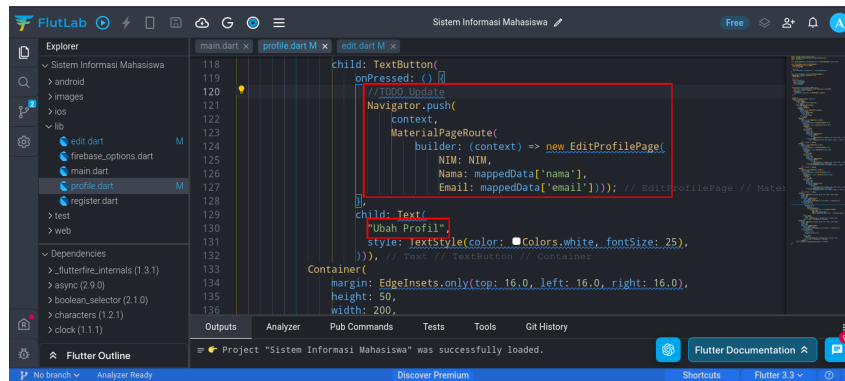 FlutLab
Sistem Informasi Mahasiswa
Free
A
Explorer
main.dart × profile.dart M × edit.dart M ×
Sistem Informasi Mahasiswa
android
images
ios
lib
edit.dart M
firebase_options.dart
main.dart
profile.dart M
register.dart
test
web
Dependencies
_flutterfire_internals (1.3.1)
async (2.9.0)
boolean_selector (2.1.0)
characters (1.2.1)
clock (1.1.1)
Flutter Outline
2
118 child: TextButton(
119 onPressed: () {
120 //TODO Update
121 Navigator.push(
122 context,
123 MaterialPageRoute(
124 builder: (context) => new EditProfilePage(
125 NIM: NIM,
126 Nama: mappedData['nama'],
127 Email: mappedData['email']))); // EditProfilePage // Mate
128 },
129 child: Text(
130 "Ubah Profil",
131 style: TextStyle(color: Colors.white, fontSize: 25),
132 ))), // Text // TextButton // Container
133 Container(
134 margin: EdgeInsets.only(top: 16.0, left: 16.0, right: 16.0),
135 height: 50,
136 width: 200,
Outputs Analyzer Pub Commands Tests Tools Git History
Project "Sistem Informasi Mahasiswa" was successfully loaded.
Flutter Documentation
No branch Analyzer Ready Discover Premium Shortcuts Flutter 3.3